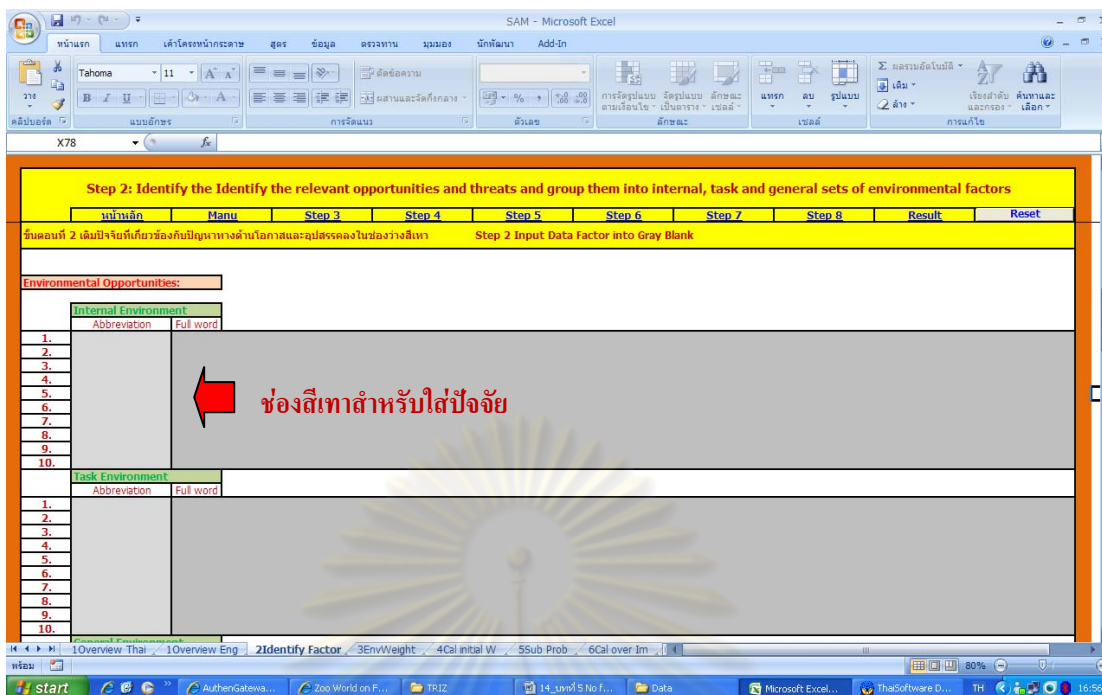 SAM - Microsoft Excel
หน้าแรก แทรก เค้าโครงหน้ากระดาษ สูตร ข้อมูล ตรวจทาน มุมมอง นักพัฒนา Add-In
Tahoma 11 ตัดข้อความ Σ ผลรวมอัตโนมัติ
วาง B I U A ผสานและจัดกึ่งกลาง % การจัดรูปแบบตามเงื่อนไข จัดรูปแบบเป็นตาราง ลักษณะเซลล์ แทรก ลบ รูปแบบ เติม ล้าง เรียงลำดับและกรอง ค้นหาและเลือก
คลิปบอร์ด แบบอักษร การจัดแนว ตัวเลข ลักษณะ เซลล์ การแก้ไข
X78 fx
Step 2: Identify the Identify the relevant opportunities and threats and group them into internal, task and general sets of environmental factors
หน้าหลัก Manu Step 3 Step 4 Step 5 Step 6 Step 7 Step 8 Result Reset
ขั้นตอนที่ 2 เติมปัจจัยที่เกี่ยวข้องกับปัญหาทางด้านโอกาสและอุปสรรคลงในช่องว่างสีเทา Step 2 Input Data Factor into Gray Blank
Environmental Opportunities:
Internal Environment
Abbreviation Full word
1.
2.
3.
4.
5.
6.
7.
8.
9.
10.
ช่องสีเทาสำหรับใส่ปัจจัย
Task Environment
Abbreviation Full word
1.
2.
3.
4.
5.
6.
7.
8.
9.
10.
General Environment
1Overview Thai 1Overview Eng 2Identify Factor 3EnvWeight 4Cal initial W 5Sub Prob 6Cal over Im
พร้อม 80%
start AuthenGatewa... Zoo World on F... TRIZ 14_บทที่ 5 No f... Data Microsoft Excel... ThaiSoftware D... TH 16:56